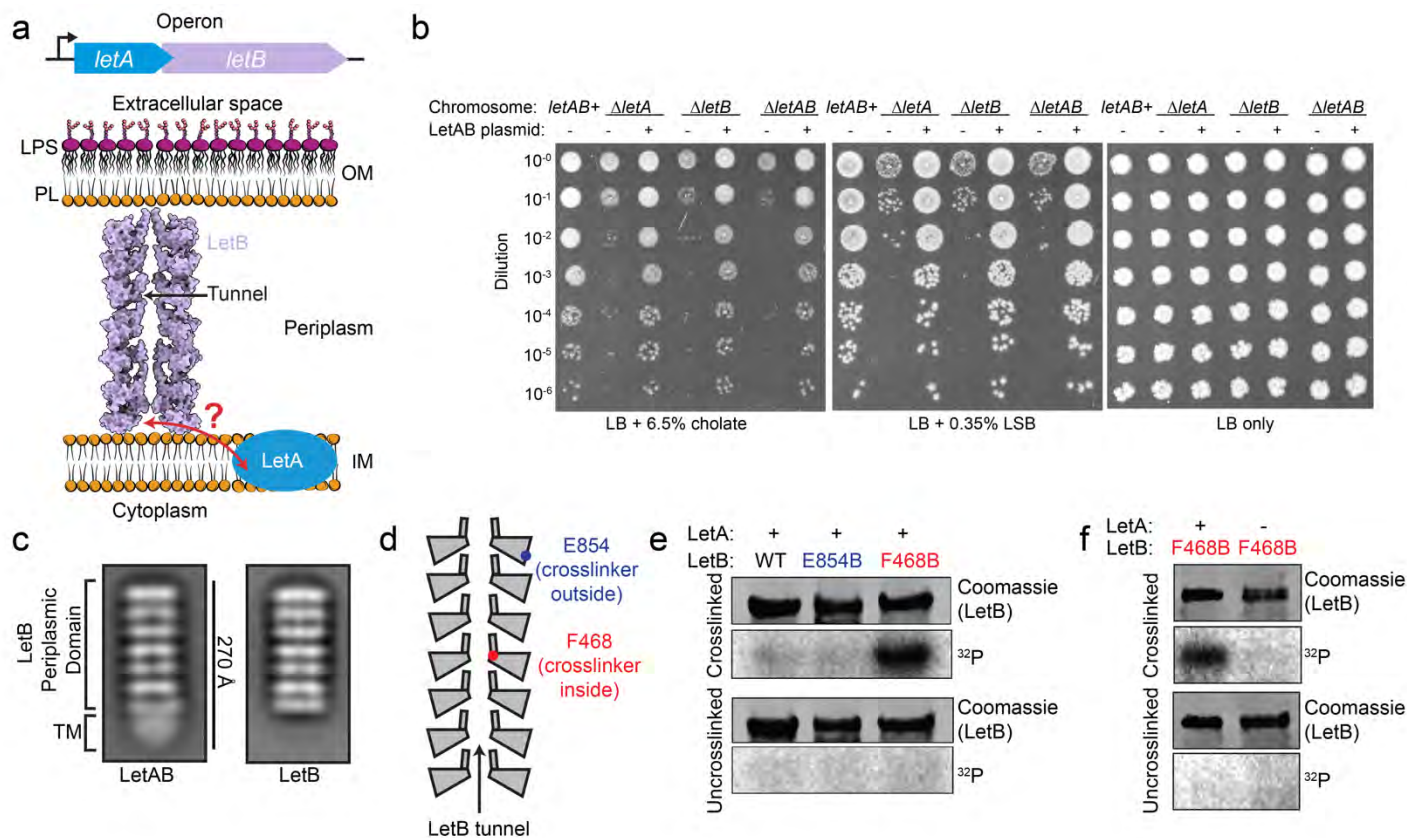 a
Operon
letA
letB
Extracellular space
LPS
OM
PL
LetB
Tunnel
Periplasm
?
LetA
IM
Cytoplasm
b
Chromosome: letAB+ ΔletA ΔletB ΔletAB letAB+ ΔletA ΔletB ΔletAB letAB+ ΔletA ΔletB ΔletAB
LetAB plasmid: - - + - + - + - - + - + - + - - + - + - +
Dilution
10⁻⁰
10⁻¹
10⁻²
10⁻³
10⁻⁴
10⁻⁵
10⁻⁶
LB + 6.5% cholate
LB + 0.35% LSB
LB only
c
LetB
Periplasmic
Domain
TM
270 Å
LetAB
LetB
d
E854
(crosslinker
outside)
F468
(crosslinker
inside)
LetB tunnel
e
LetA: + + +
LetB: WT E854B F468B
Crosslinked
Coomassie
(LetB)
³²P
Uncrosslinked
Coomassie
(LetB)
³²P
f
LetA: + -
LetB: F468B F468B
Crosslinked
Coomassie
(LetB)
³²P
Uncrosslinked
Coomassie
(LetB)
³²P